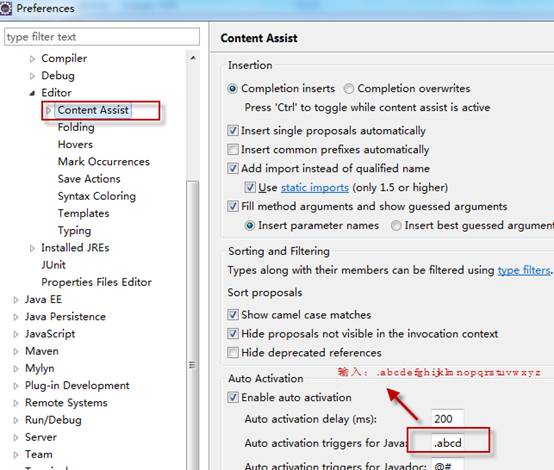 Preferences
type filter text
Compiler
Debug
Editor
Content Assist
Folding
Hovers
Mark Occurrences
Save Actions
Syntax Coloring
Templates
Typing
Installed JREs
JUnit
Properties Files Editor
Java EE
Java Persistence
JavaScript
Maven
Mylyn
Plug-in Development
Remote Systems
Run/Debug
Server
Team
Content Assist
Insertion
Completion inserts Completion overwrites
Press 'Ctrl' to toggle while content assist is active
Insert single proposals automatically
Insert common prefixes automatically
Add import instead of qualified name
Use static imports (only 1.5 or higher)
Fill method arguments and show guessed arguments
Insert parameter names Insert best guessed argument
Sorting and Filtering
Types along with their members can be filtered using type filters.
Sort proposals
Show camel case matches
Hide proposals not visible in the invocation context
Hide deprecated references
输入：.abcdefghijklmnopqrstuvwxyz
Auto Activation
Enable auto activation
Auto activation delay (ms): 200
Auto activation triggers for Java: .abcd
Auto activation triggers for Javadoc: @#